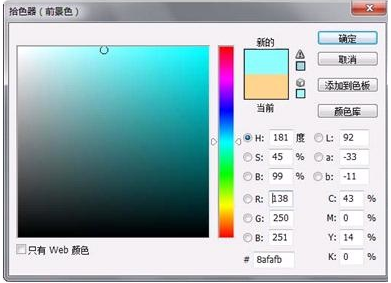 拾色器（前景色）
新的
当前
确定
取消
添加到色板
颜色库
H: 181 度
S: 45 %
B: 99 %
R: 138
G: 250
B: 251
L: 92
a: -33
b: -11
C: 43 %
M: 0 %
Y: 14 %
K: 0 %
# 8afafb
只有 Web 颜色